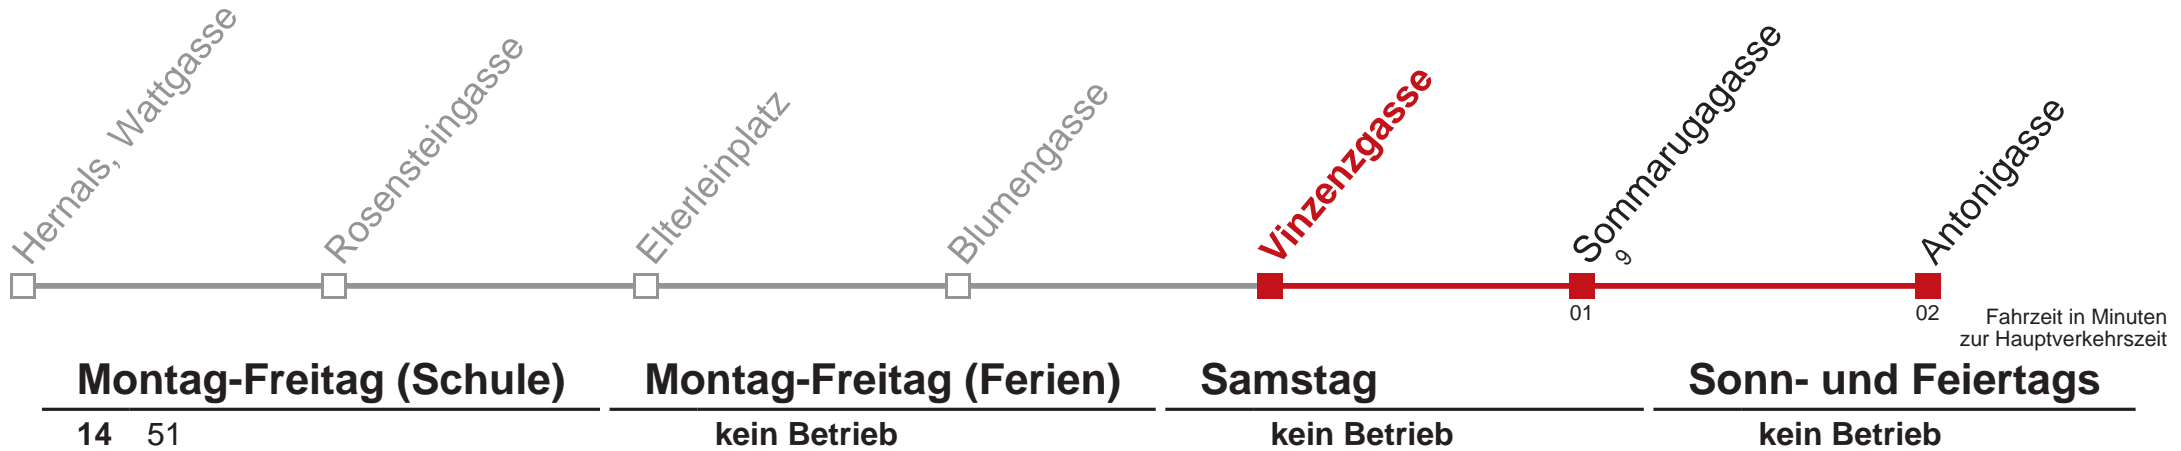 Hernals, Wattgasse
Rosensteingasse
Elterleinplatz
Blumengasse
Vinzenzgasse
Sommarugagasse
9
Antonigasse
01
02
Fahrzeit in Minuten
zur Hauptverkehrszeit
Montag-Freitag (Schule)
Montag-Freitag (Ferien)
Samstag
Sonn- und Feiertags
14 51
kein Betrieb
kein Betrieb
kein Betrieb